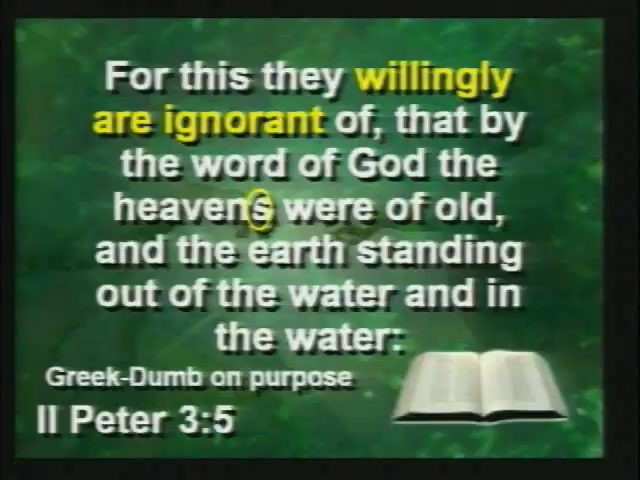 For this they willingly
are ignorant of, that by
the word of God the
heavens were of old,
and the earth standing
out of the water and in
the water:
Greek-Dumb on purpose
II Peter 3:5